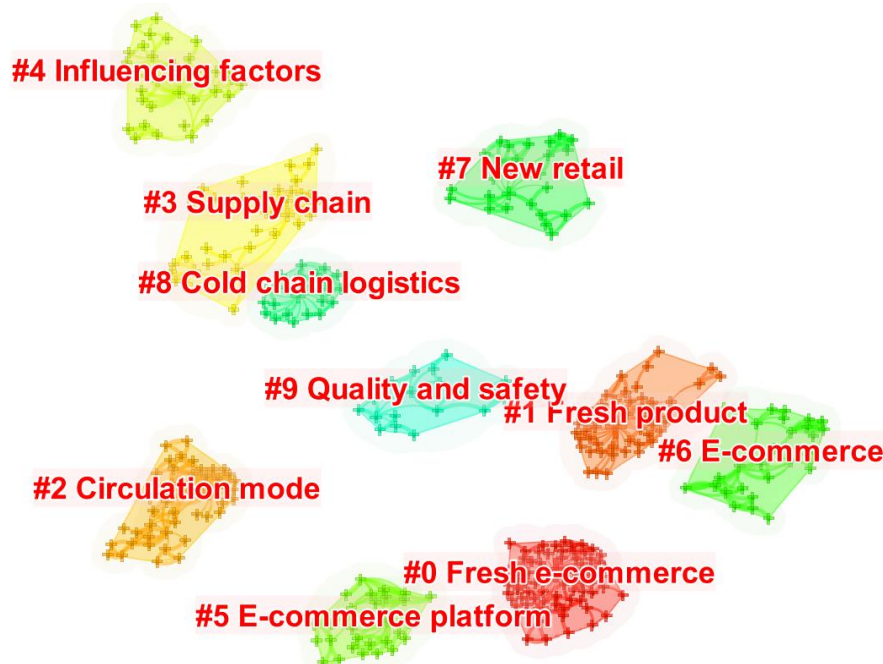 #4 Influencing factors
#7 New retail
#3 Supply chain
#8 Cold chain logistics
#9 Quality and safety
#1 Fresh product
#6 E-commerce
#2 Circulation mode
#0 Fresh e-commerce
#5 E-commerce platform